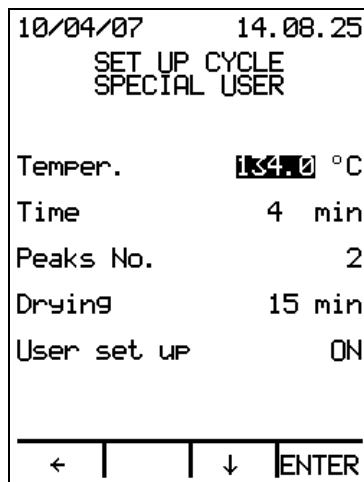 10/04/07 14.08.25
SET UP CYCLE
SPECIAL USER
Temper. 134.0 °C
Time 4 min
Peaks No. 2
Drying 15 min
User set up ON
← ↓ ENTER